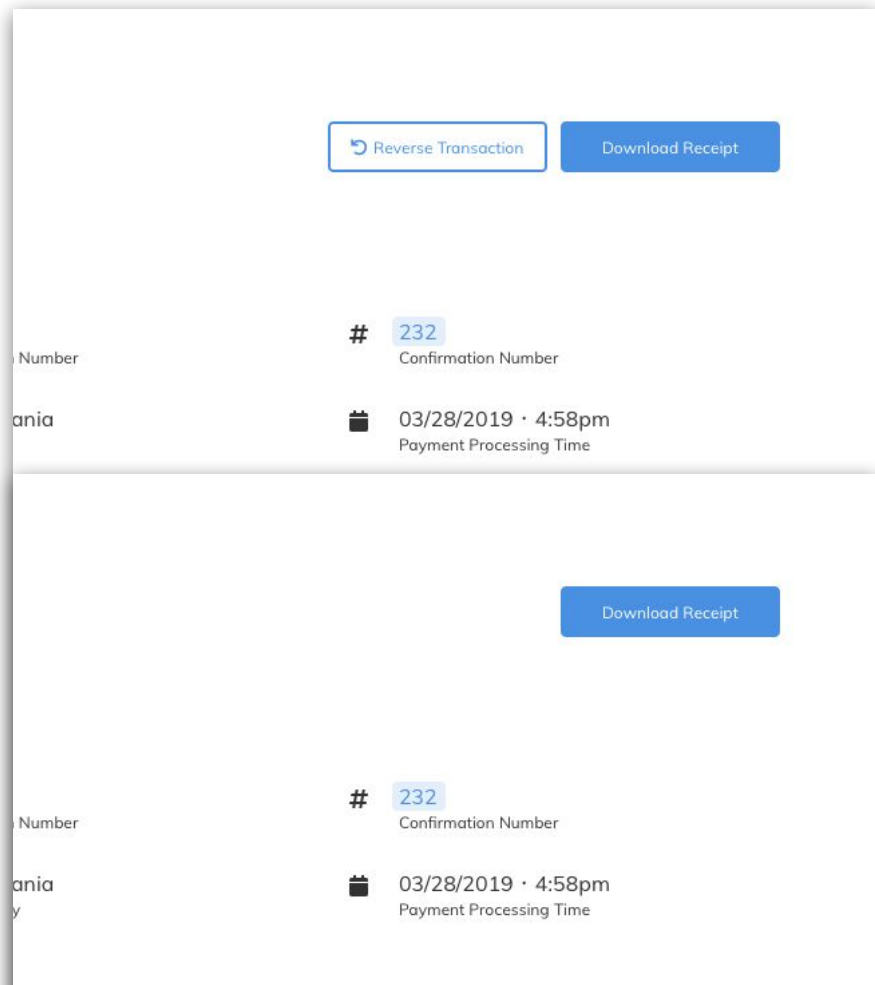 Reverse Transaction Download Receipt
# 232
Number Confirmation Number
ania 03/28/2019 · 4:58pm
Payment Processing Time
Download Receipt
# 232
Number Confirmation Number
ania 03/28/2019 · 4:58pm
y Payment Processing Time